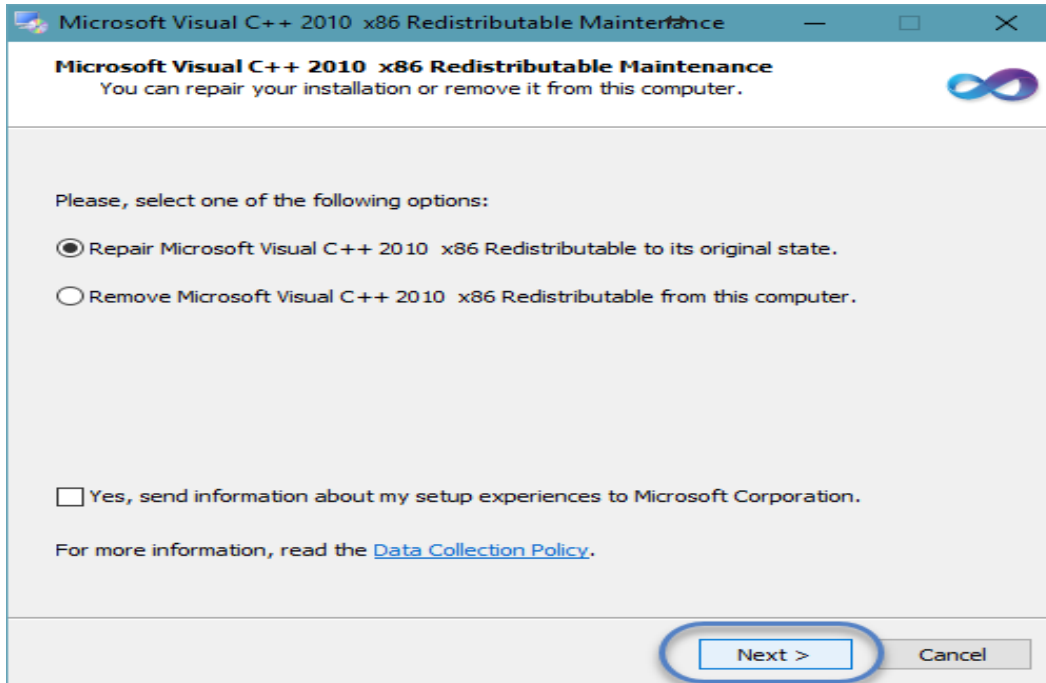 Microsoft Visual C++ 2010 x86 Redistributable Maintenance
Microsoft Visual C++ 2010 x86 Redistributable Maintenance
You can repair your installation or remove it from this computer.
Please, select one of the following options:
Repair Microsoft Visual C++ 2010 x86 Redistributable to its original state.
Remove Microsoft Visual C++ 2010 x86 Redistributable from this computer.
Yes, send information about my setup experiences to Microsoft Corporation.
For more information, read the Data Collection Policy.
Next > Cancel